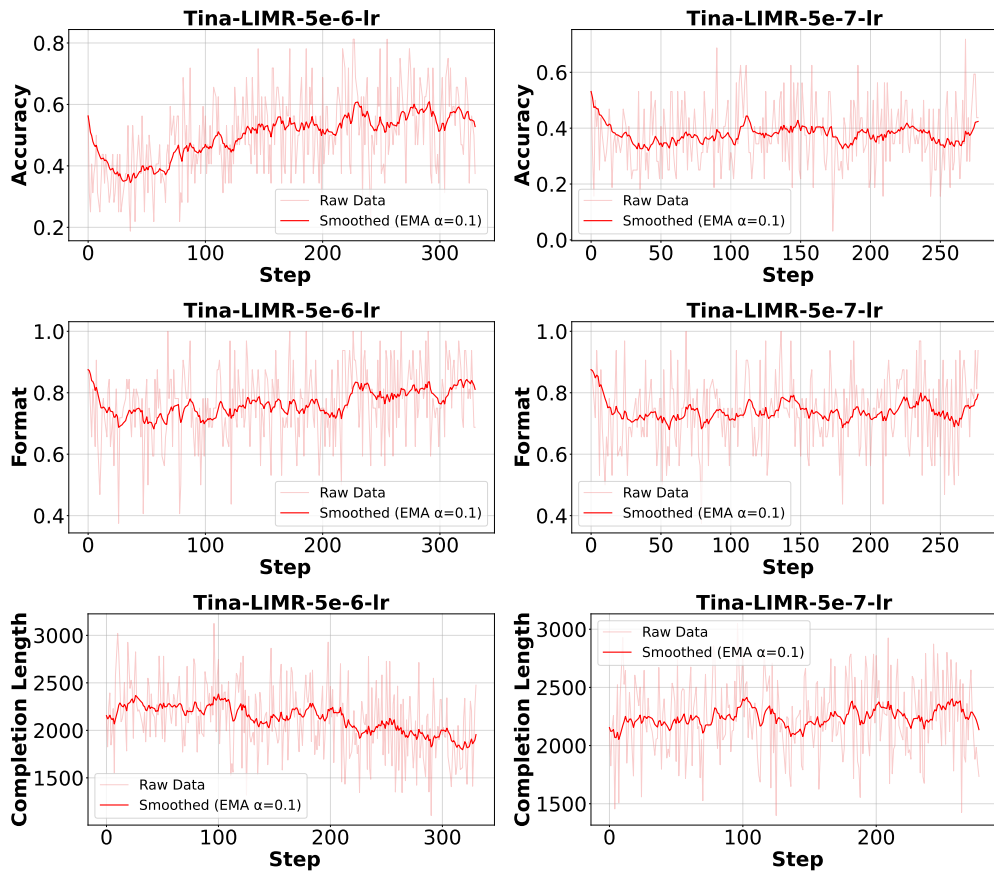 Tina-LIMR-5e-6-lr
Accuracy
0.8
0.6
0.4
0.2
Raw Data
Smoothed (EMA α=0.1)
0 100 200 300
Step
Tina-LIMR-5e-7-lr
Accuracy
0.6
0.4
0.2
0.0
Raw Data
Smoothed (EMA α=0.1)
0 50 100 150 200 250
Step
Tina-LIMR-5e-6-lr
Format
1.0
0.8
0.6
0.4
Raw Data
Smoothed (EMA α=0.1)
0 100 200 300
Step
Tina-LIMR-5e-7-lr
Format
1.0
0.8
0.6
0.4
Raw Data
Smoothed (EMA α=0.1)
0 50 100 150 200 250
Step
Tina-LIMR-5e-6-lr
Completion Length
3000
2500
2000
1500
Raw Data
Smoothed (EMA α=0.1)
0 100 200 300
Step
Tina-LIMR-5e-7-lr
Completion Length
3000
2500
2000
1500
Raw Data
Smoothed (EMA α=0.1)
0 100 200
Step